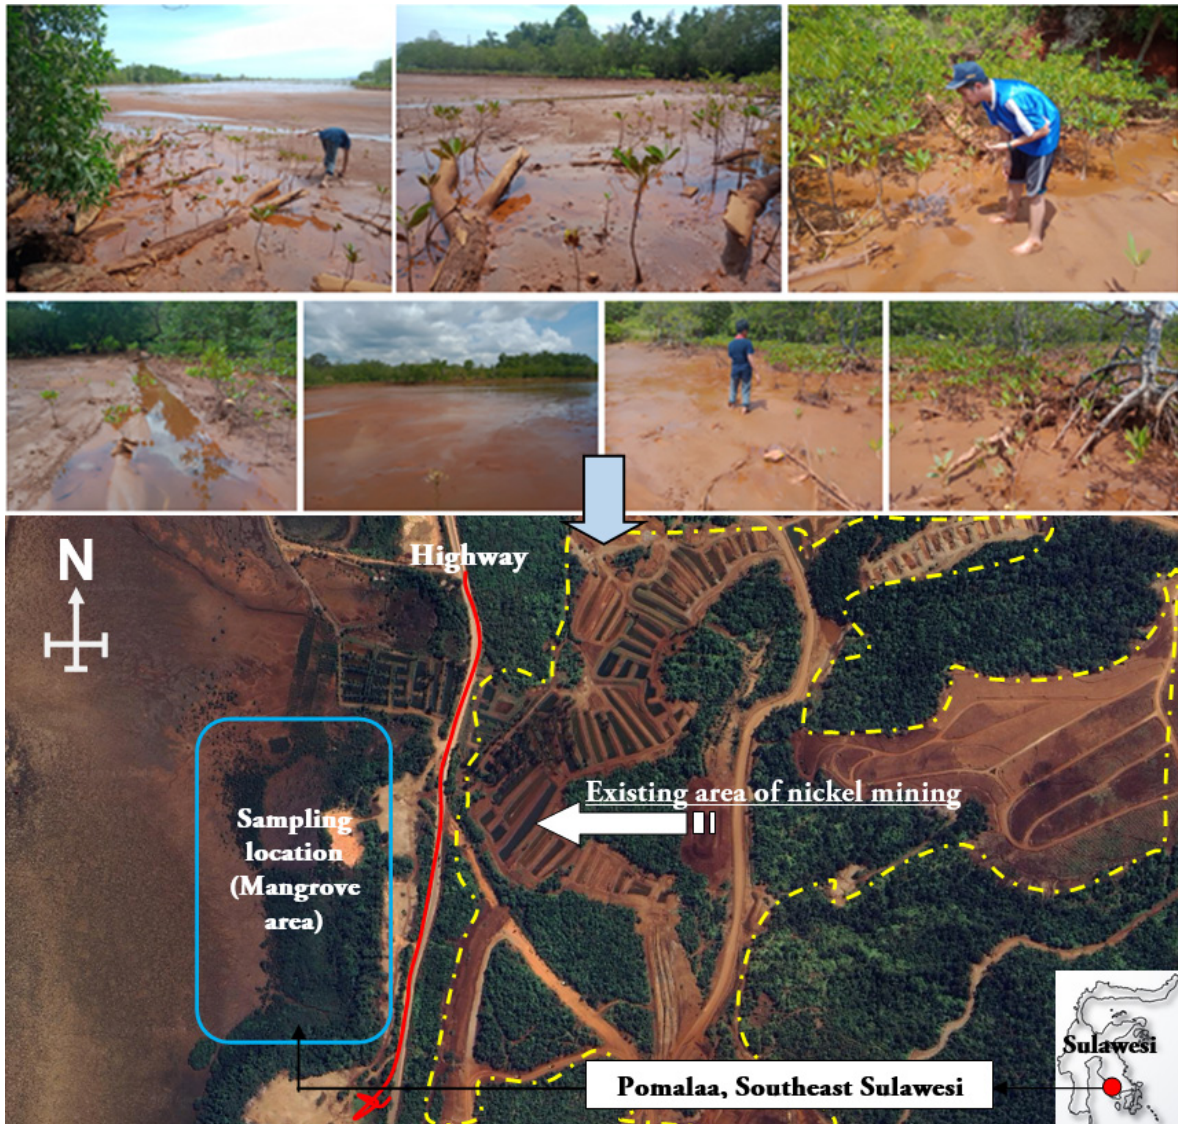 Highway
N
Existing area of nickel mining
Sampling
location
(Mangrove
area)
Sulawesi
Pomalaa, Southeast Sulawesi